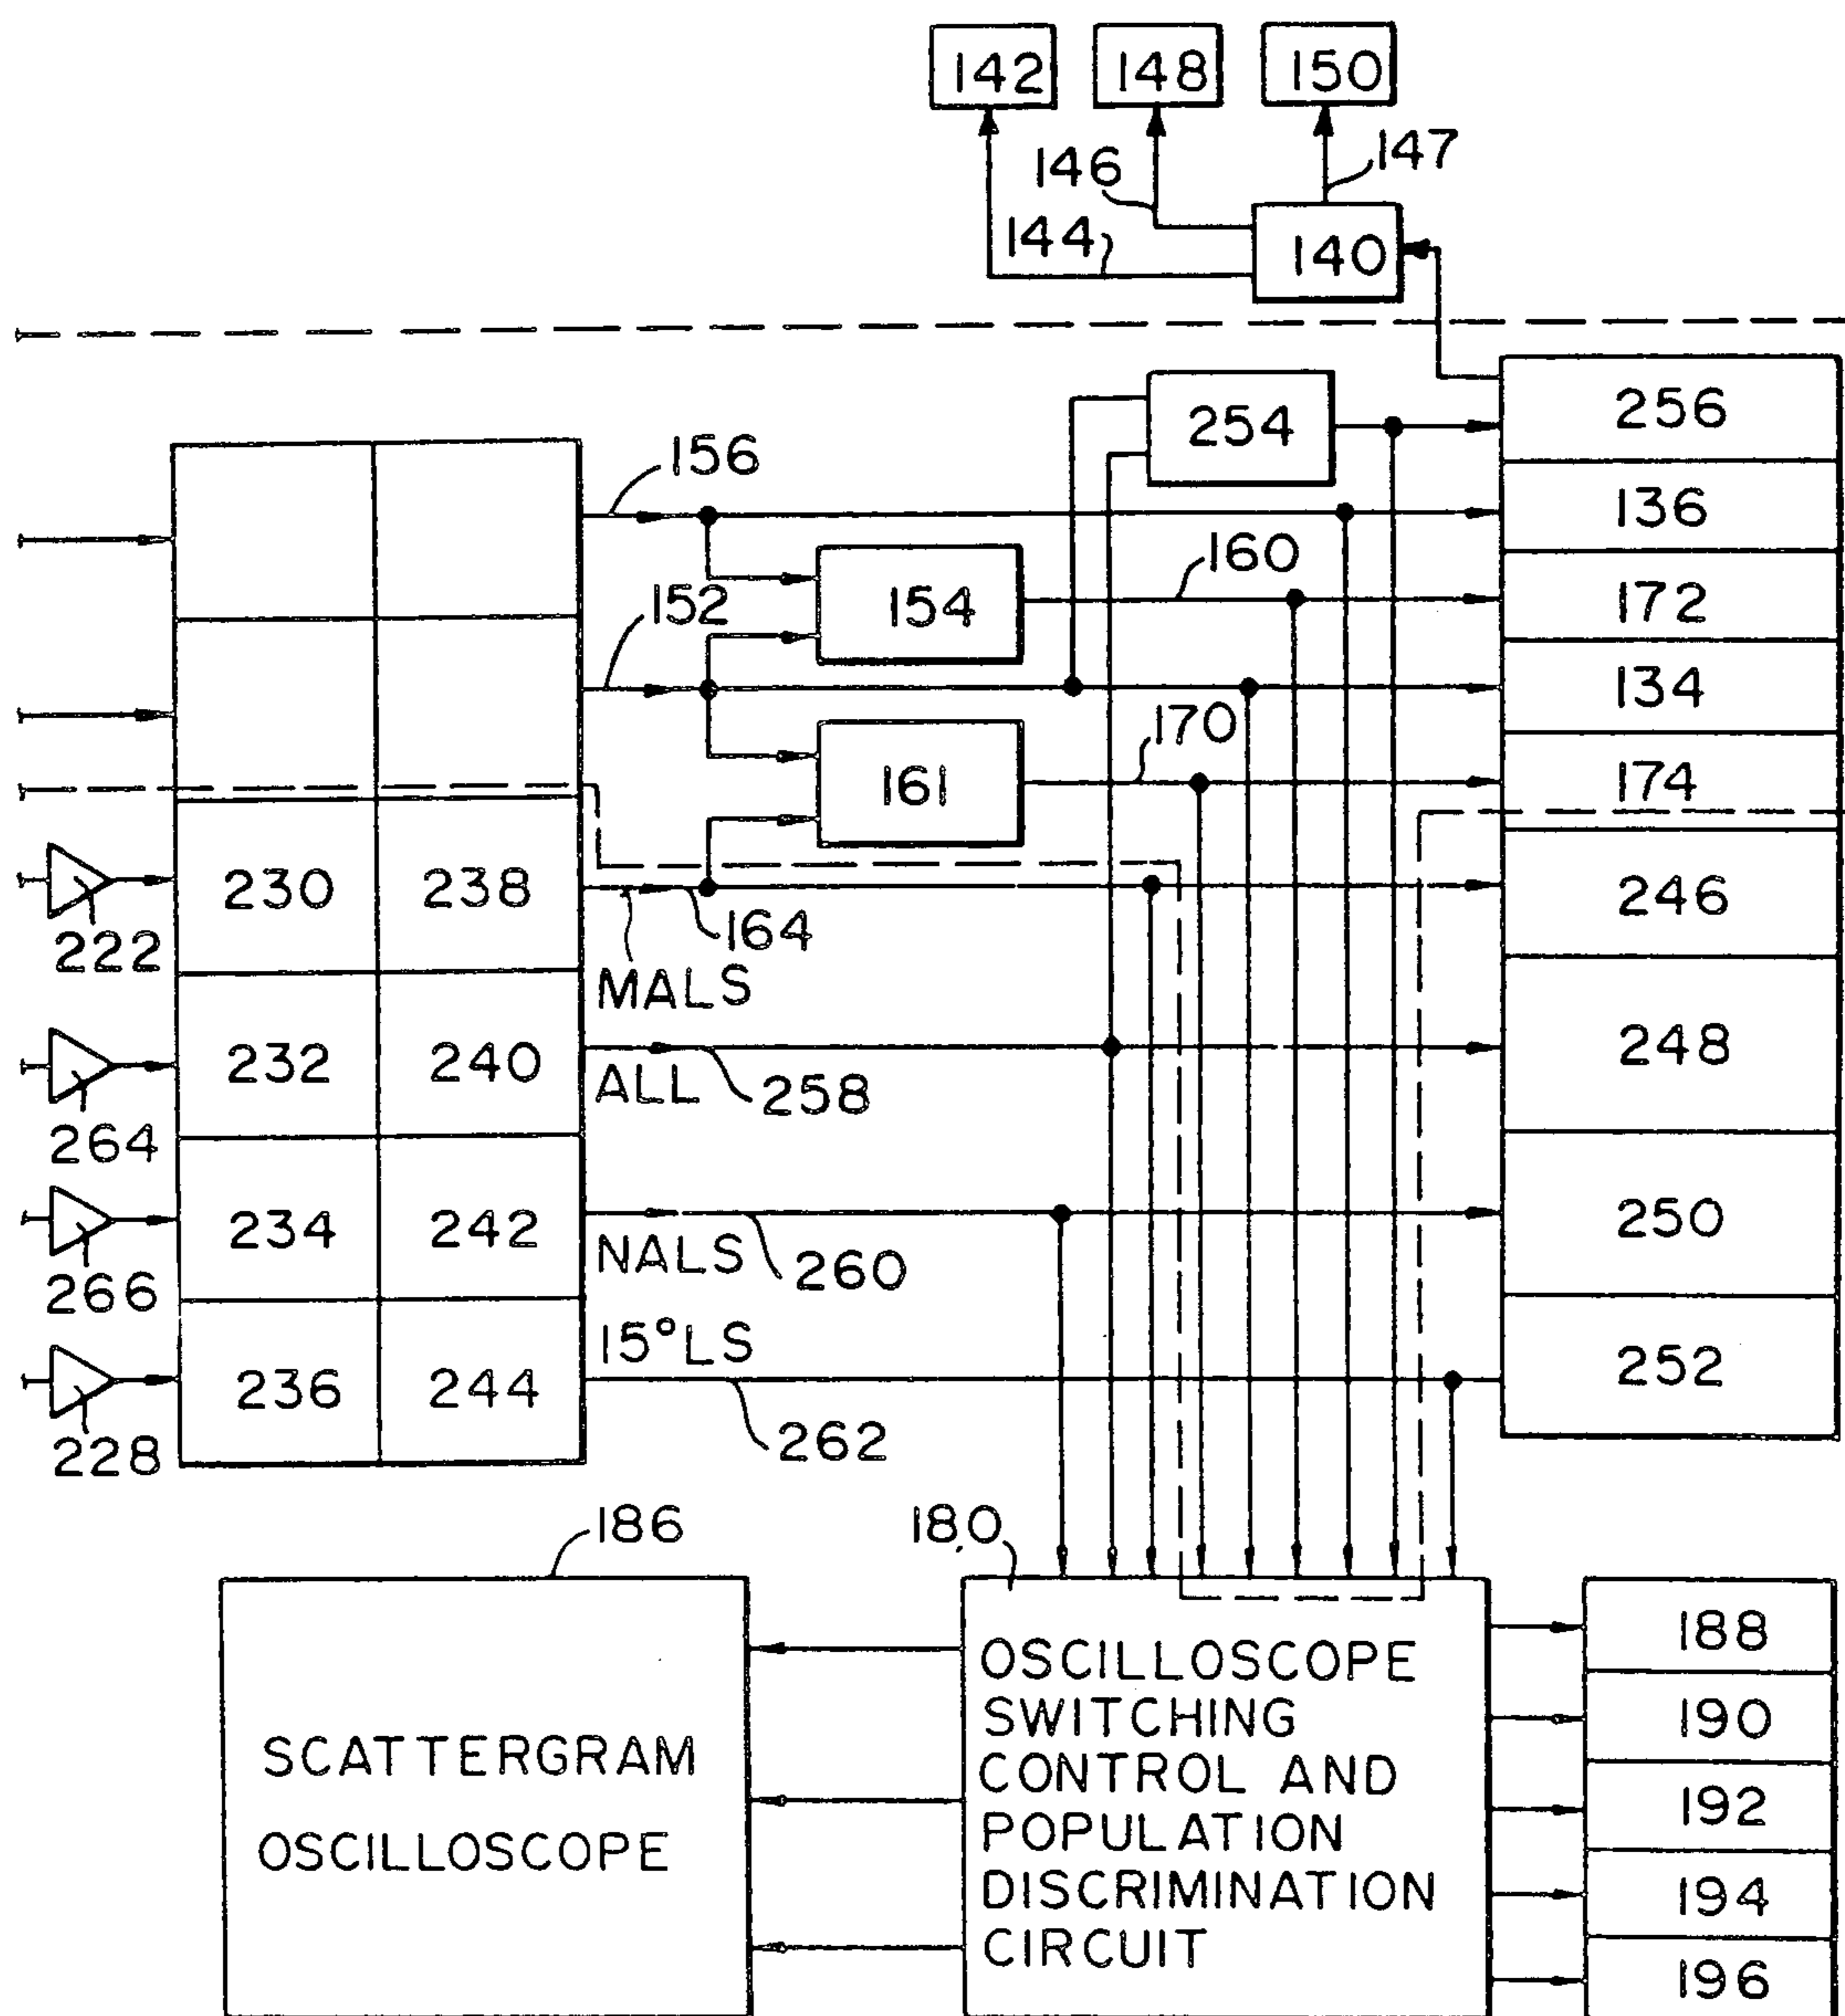 142 148 150
146 147
144 140
256
254
156
136
160
152 154 172
134
170
161 174
230 238 246
222 164
MALS
232 240 248
ALL 258
264
234 242 250
NALS 260
266
15°LS
236 244 252
228 262
186 180
188
OSCILLOSCOPE
SWITCHING
190
SCATTERGRAM
CONTROL AND
192
POPULATION
OSCILLOSCOPE
DISCRIMINATION
194
CIRCUIT
196